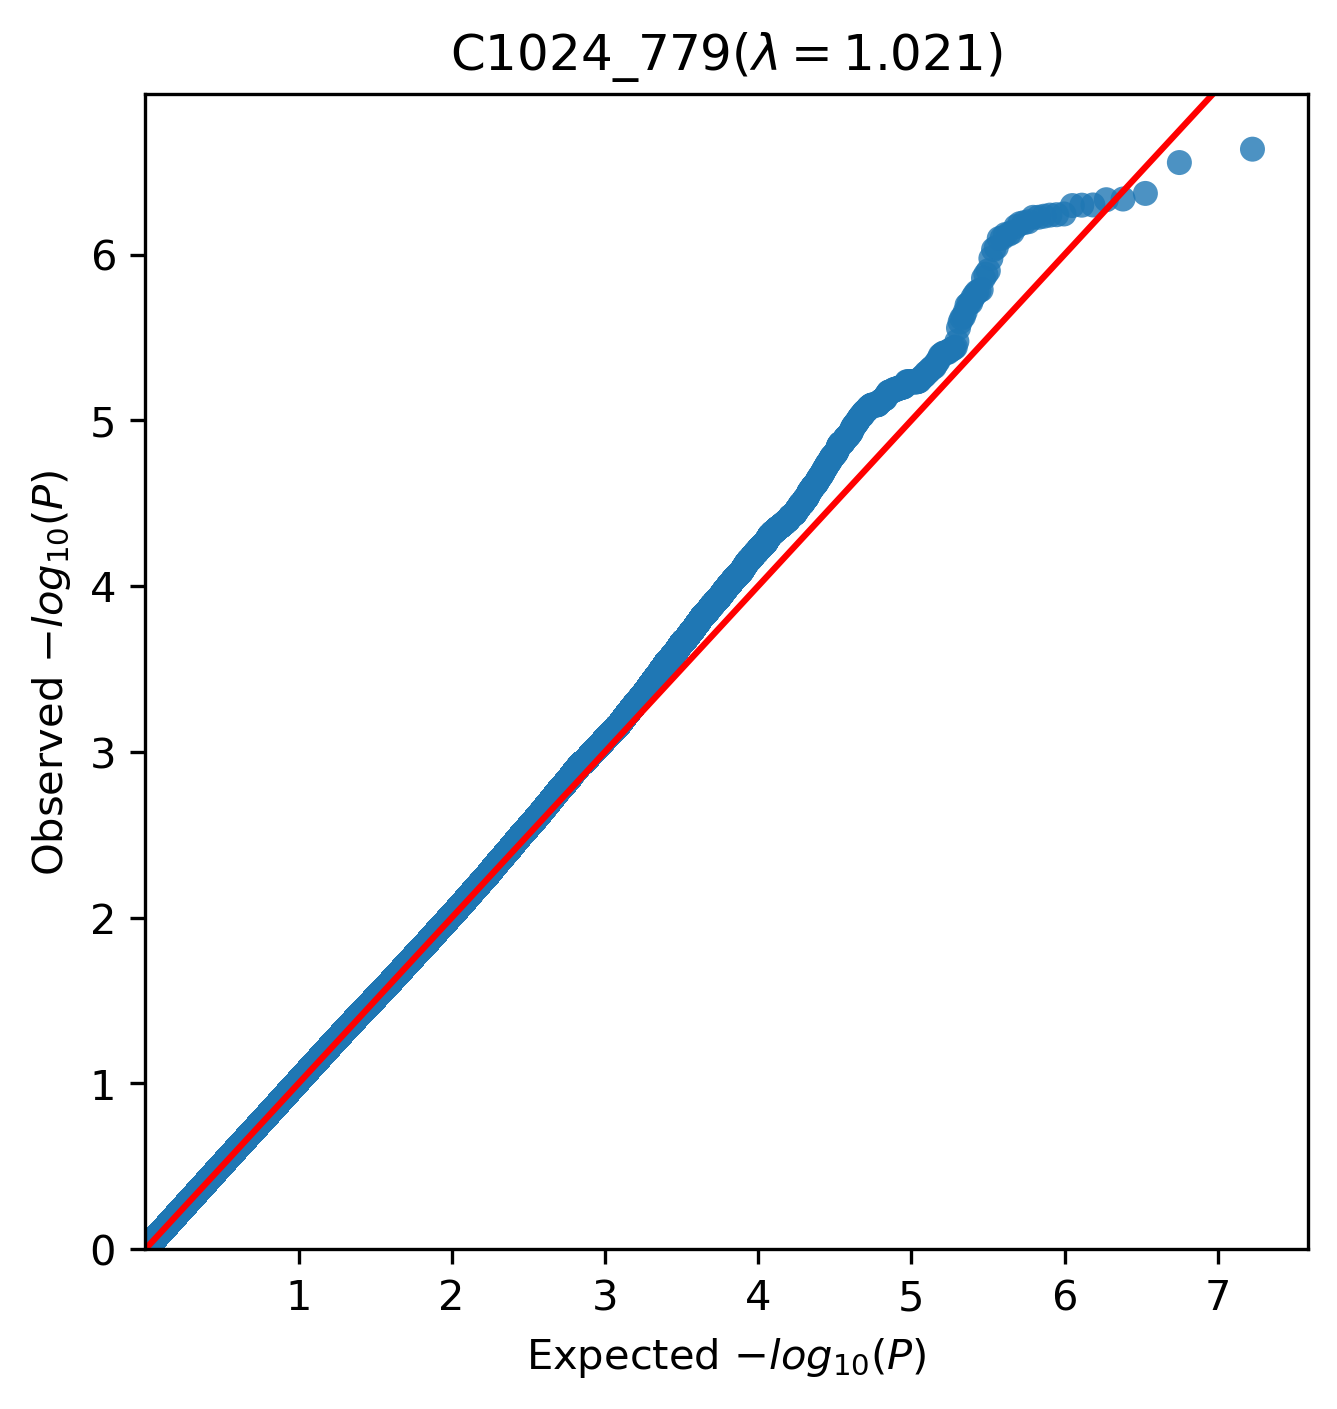 C1024_779(λ = 1.021)
Observed −log₁₀(P)
6
5
4
3
2
1
0
1 2 3 4 5 6 7
Expected −log₁₀(P)